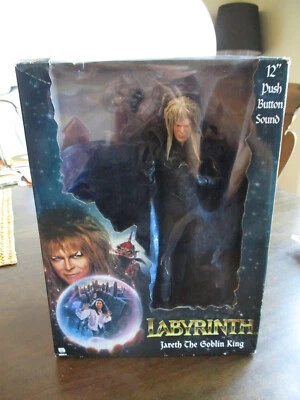 12"
Push
Button
Sound
LABYRINTH
Jareth The Goblin King